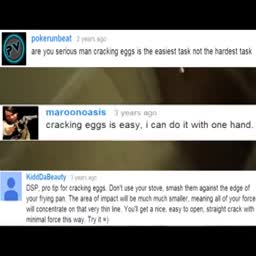 pokerunbeat 2 years ago
are you serious man cracking eggs is the easiest task not the hardest task
maroonoasis 3 years ago
cracking eggs is easy, i can do it with one hand.
KiddDaBeauty 3 years ago
DSP, pro tip for cracking eggs. Don't use your stove, smash them against the edge of
your frying pan. The area of impact will be much much smaller, meaning all of your force
will concentrate on that very thin line. You'll get a nice, easy to open, straight crack with
minimal force this way. Try it =)